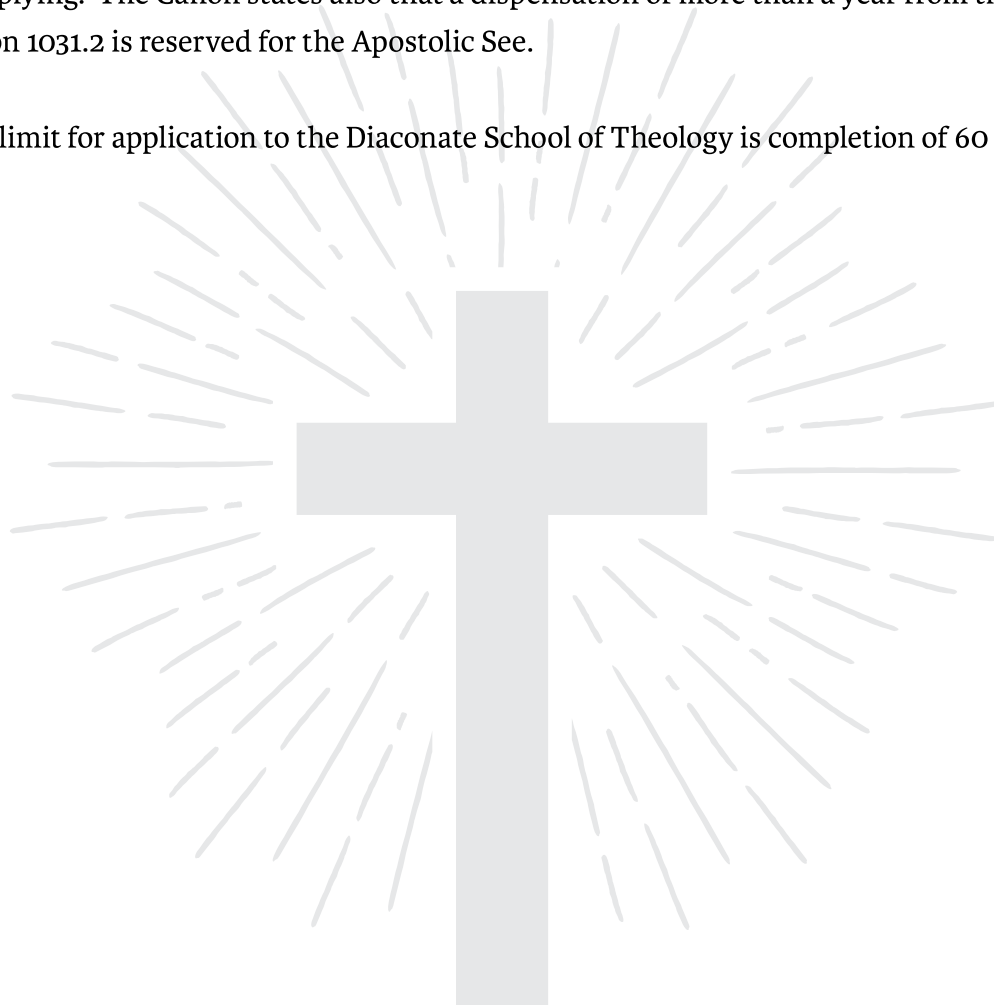 plying. The Canon states also that a dispensation of more than a year from th
on 1031.2 is reserved for the Apostolic See.
limit for application to the Diaconate School of Theology is completion of 60